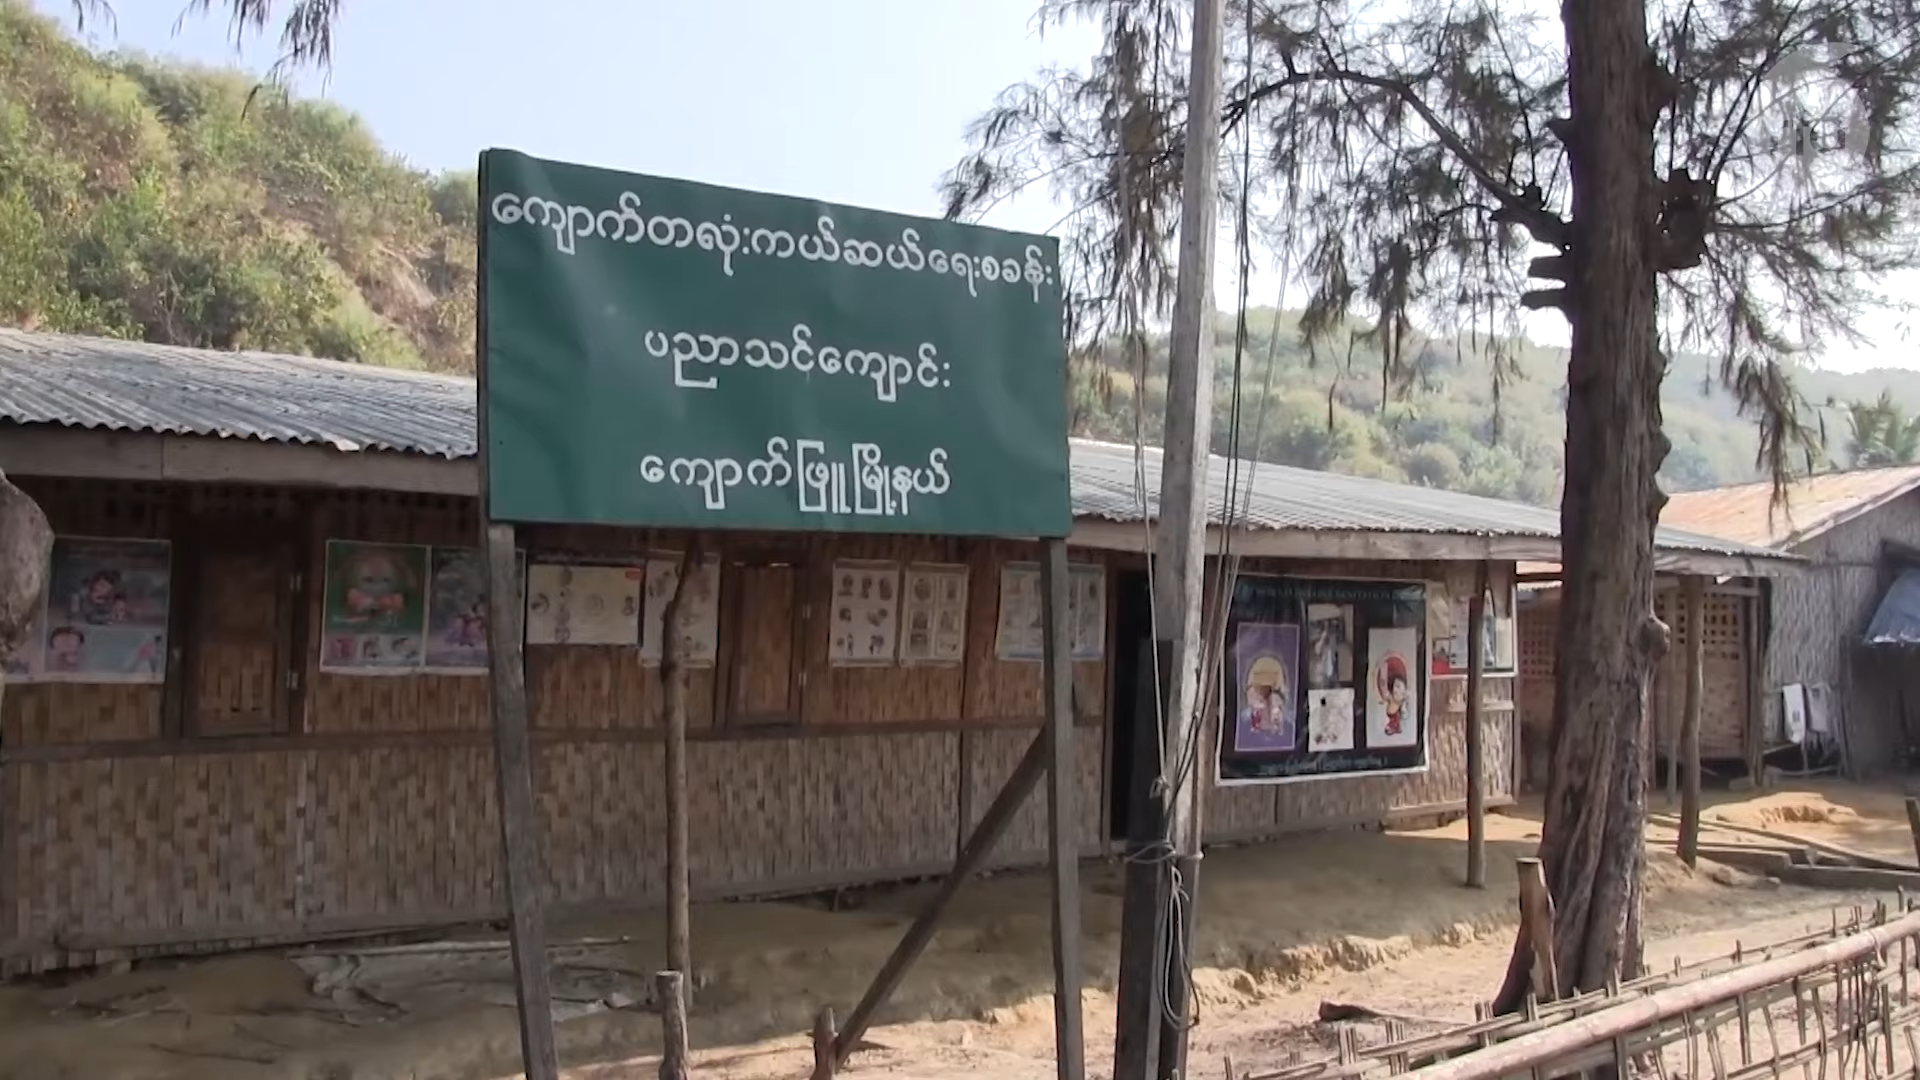 ကျောက်တလုံးကယ်ဆယ်ရေးစခန်း
ပညာသင်ကျောင်း
ကျောက်ဖြူမြို့နယ်